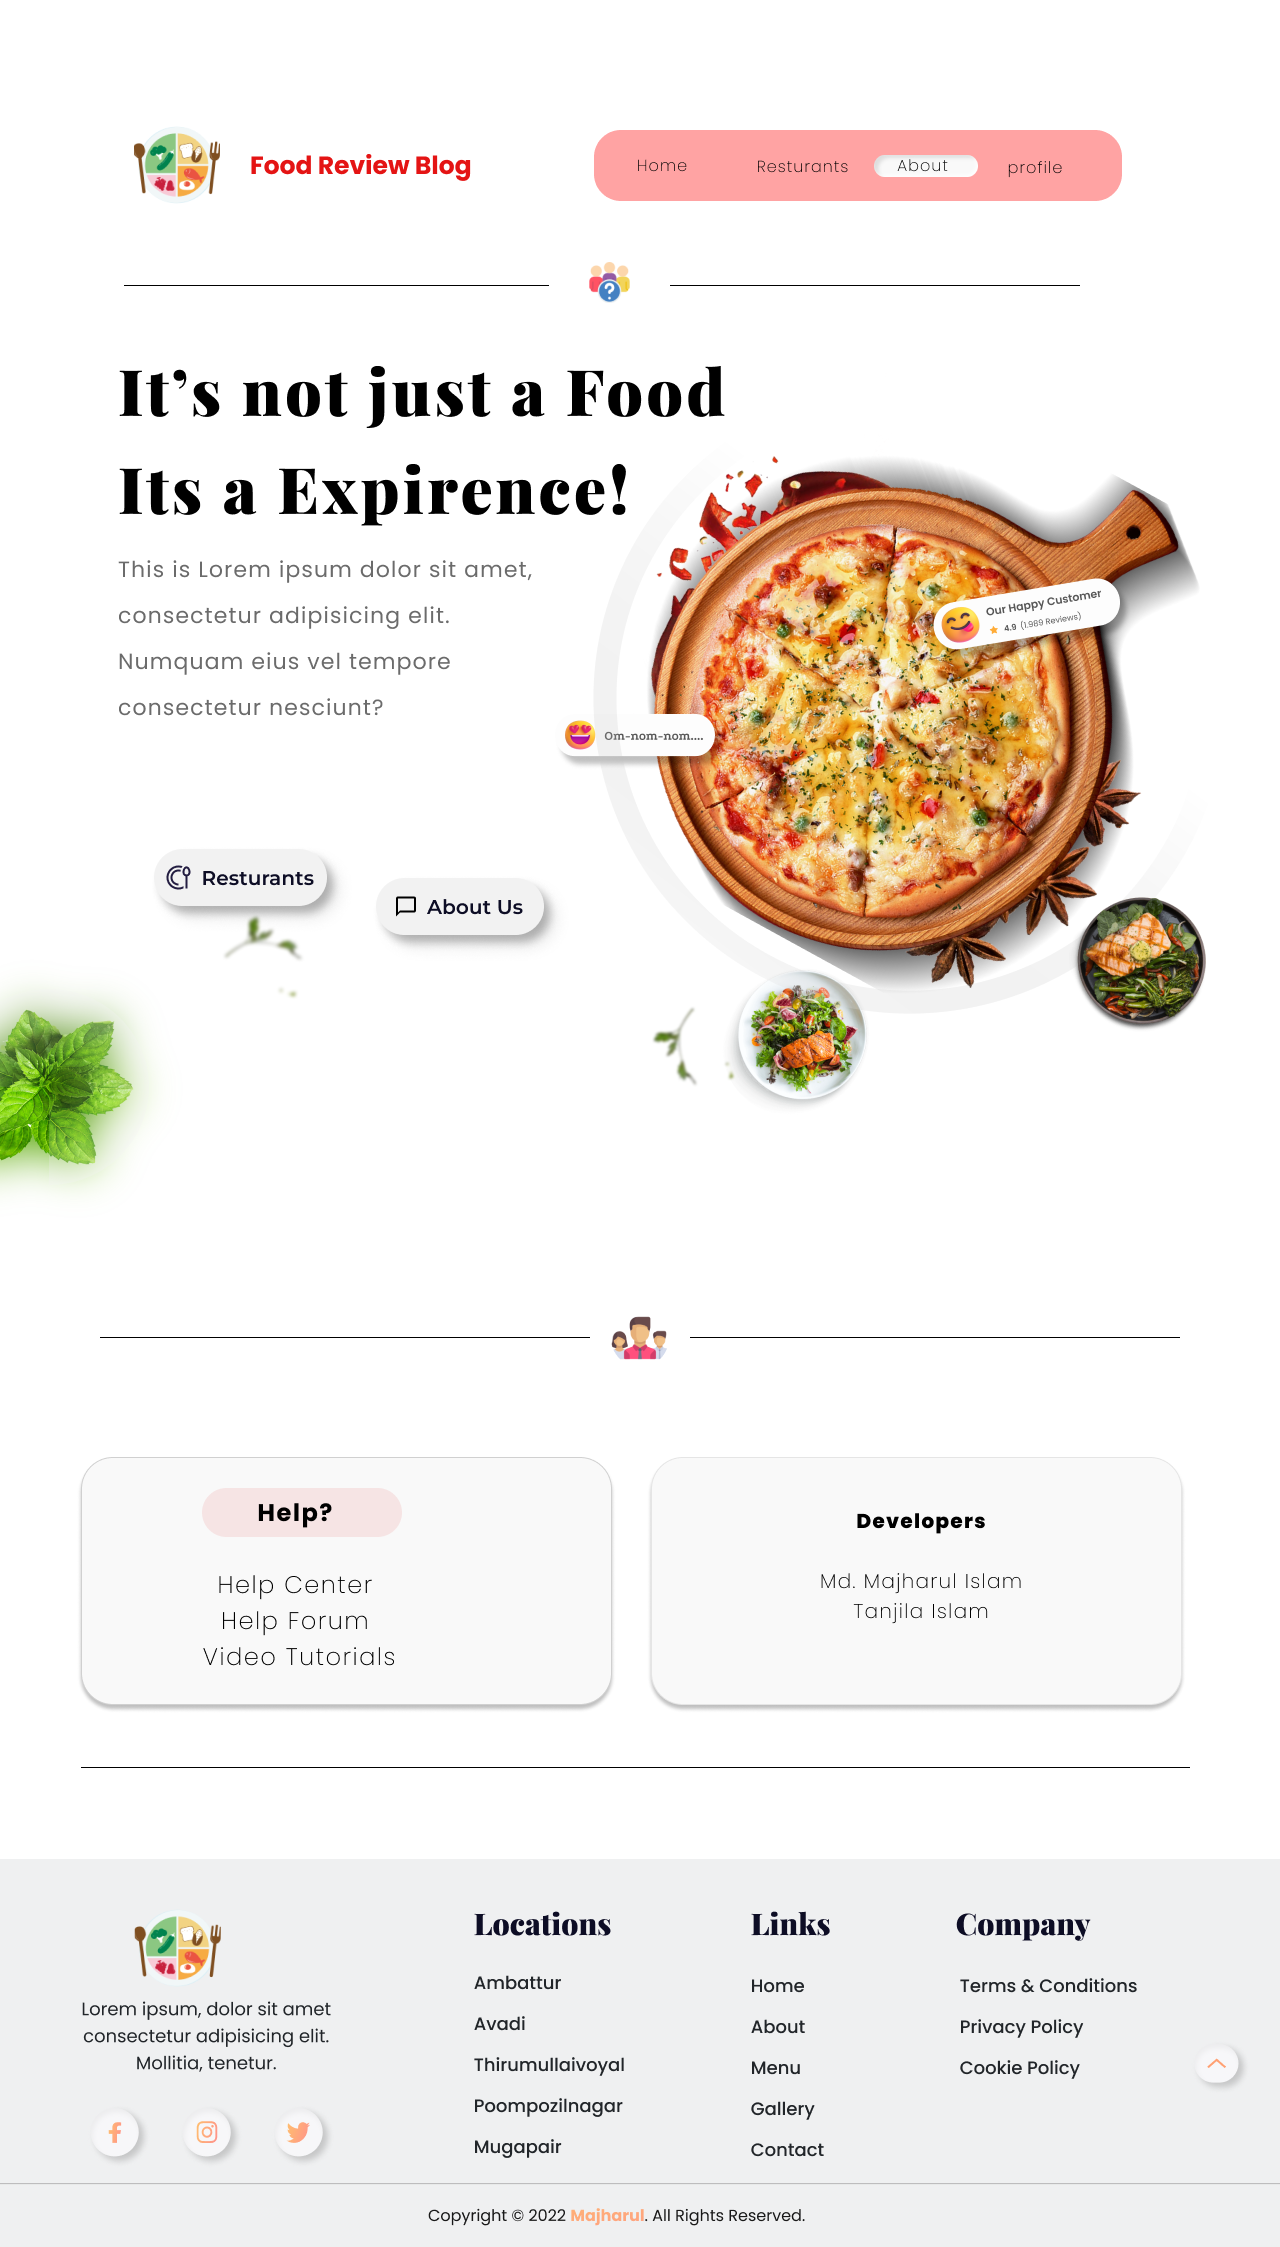 Food Review Blog
Home
Resturants
About
profile
It’s not just a Food
Its a Expirence!
This is Lorem ipsum dolor sit amet,
consectetur adipisicing elit.
Numquam eius vel tempore
consectetur nesciunt?
Our Happy Customer
4.9 (1.989 Reviews)
Om-nom-nom....
Resturants
About Us
Help?
Help Center
Help Forum
Video Tutorials
Developers
Md. Majharul Islam
Tanjila Islam
Lorem ipsum, dolor sit amet
consectetur adipisicing elit.
Mollitia, tenetur.
Locations
Ambattur
Avadi
Thirumullaivoyal
Poompozilnagar
Mugapair
Links
Home
About
Menu
Gallery
Contact
Company
Terms & Conditions
Privacy Policy
Cookie Policy
Copyright © 2022 Majharul. All Rights Reserved.